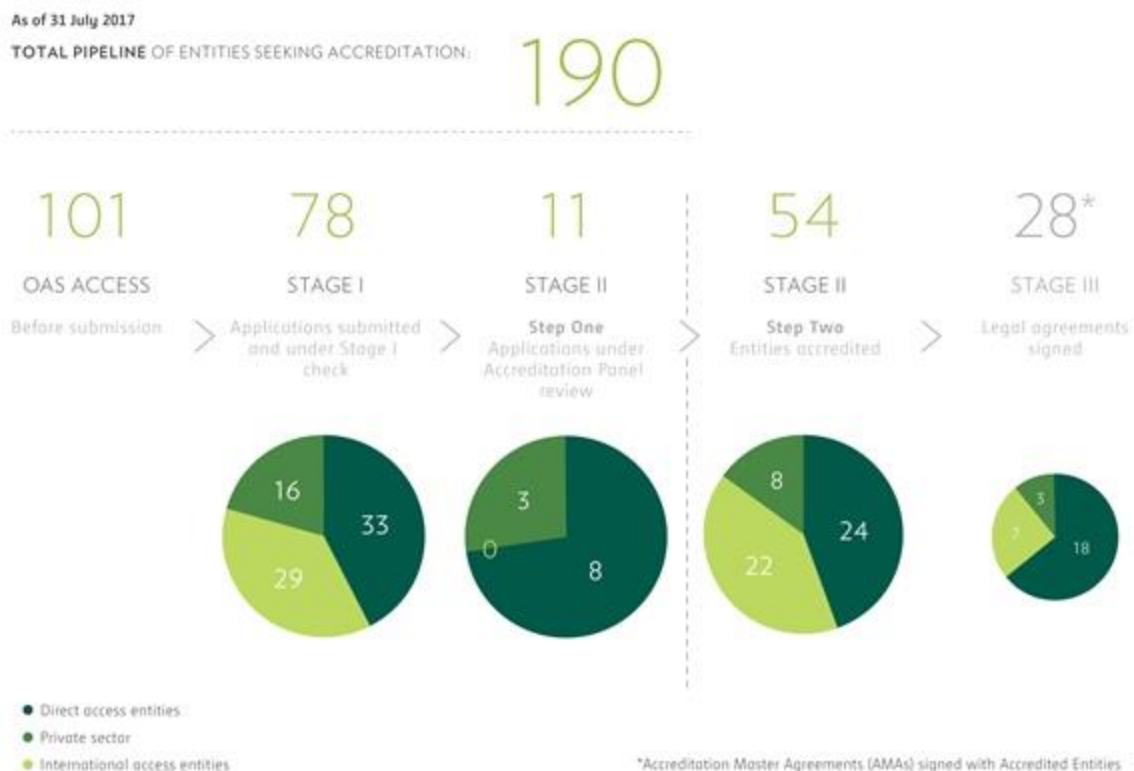 As of 31 July 2017
TOTAL PIPELINE OF ENTITIES SEEKING ACCREDITATION:
190
101
78
11
54
28*
OAS ACCESS
STAGE I
STAGE II
STAGE II
STAGE III
Before submission
>
Applications submitted
and under Stage I
check
>
Step One
Applications under
Accreditation Panel
review
>
Step Two
Entities accredited
>
Legal agreements
signed
16
33
29
3
0
8
8
24
22
3
7
18
Direct access entities
Private sector
International access entities
*Accreditation Master Agreements (AMAs) signed with Accredited Entities